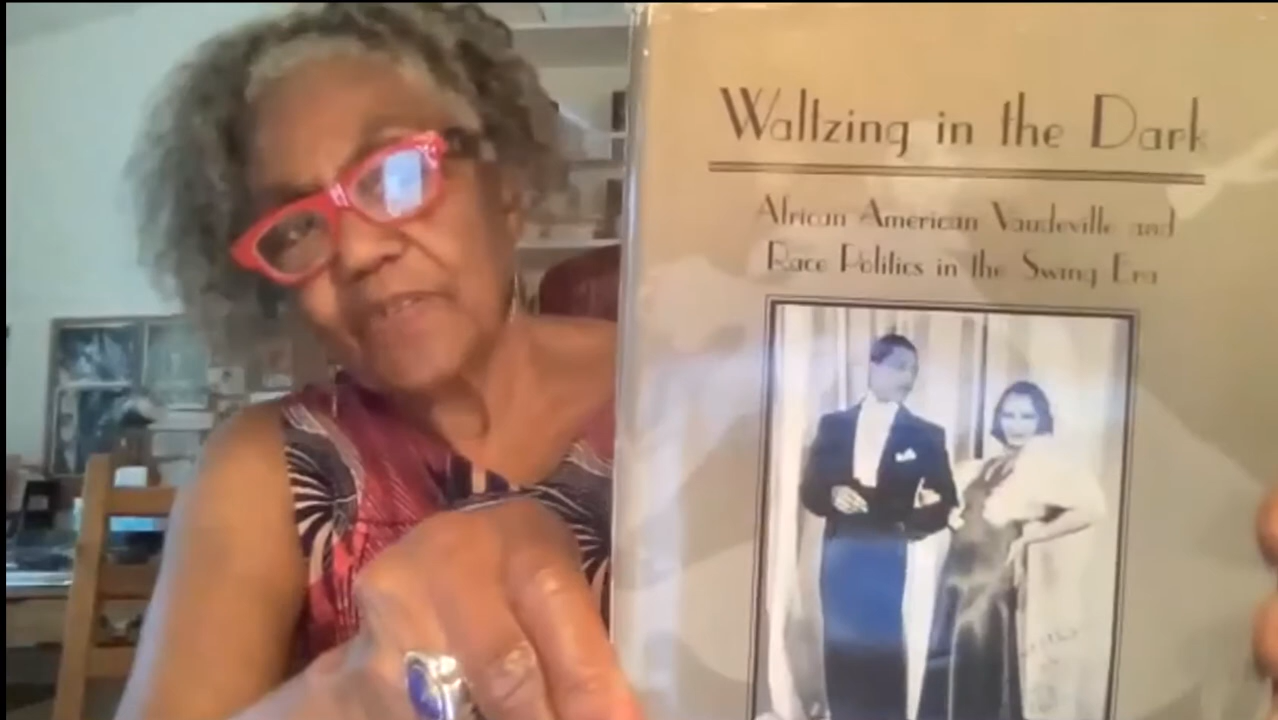 Waltzing in the Dark
African American Vaudeville and
Race Politics in the Swing Era